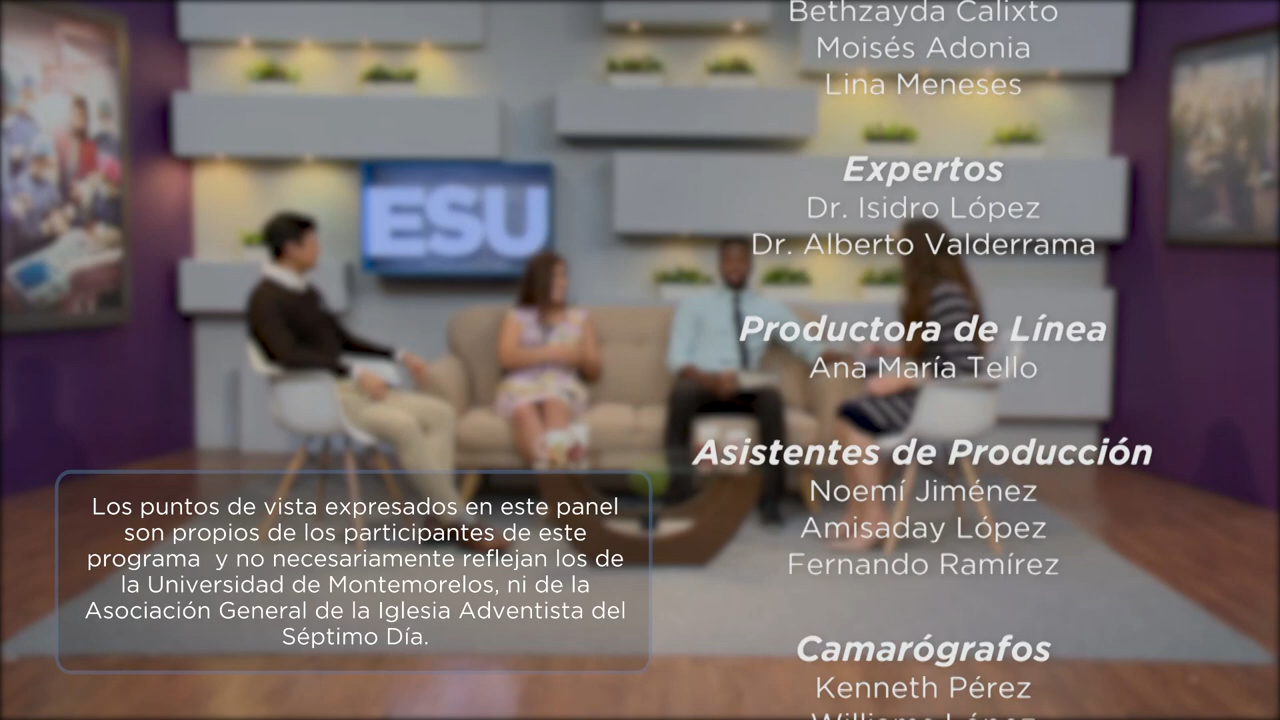 Bethzayda Calixto
Moisés Adonia
Lina Meneses
Expertos
Dr. Isidro López
Dr. Alberto Valderrama
ESU
Productora de Línea
Ana María Tello
Asistentes de Producción
Noemí Jiménez
Amisaday López
Fernando Ramírez
Los puntos de vista expresados en este panel
son propios de los participantes de este
programa  y no necesariamente reflejan los de
la Universidad de Montemorelos, ni de la
Asociación General de la Iglesia Adventista del
Séptimo Día.
Camarógrafos
Kenneth Pérez